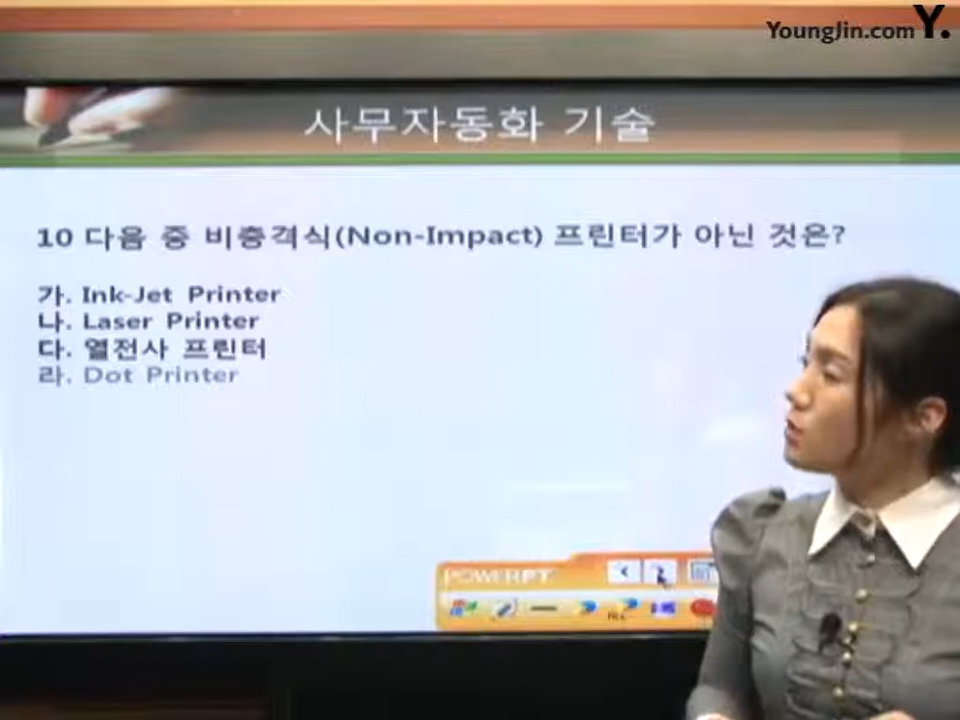 YoungJin.com Y.
사무자동화 기술
10 다음 중 비충격식(Non-Impact) 프린터가 아닌 것은?
가. Ink-Jet Printer
나. Laser Printer
다. 열전사 프린터
라. Dot Printer
POWERPT